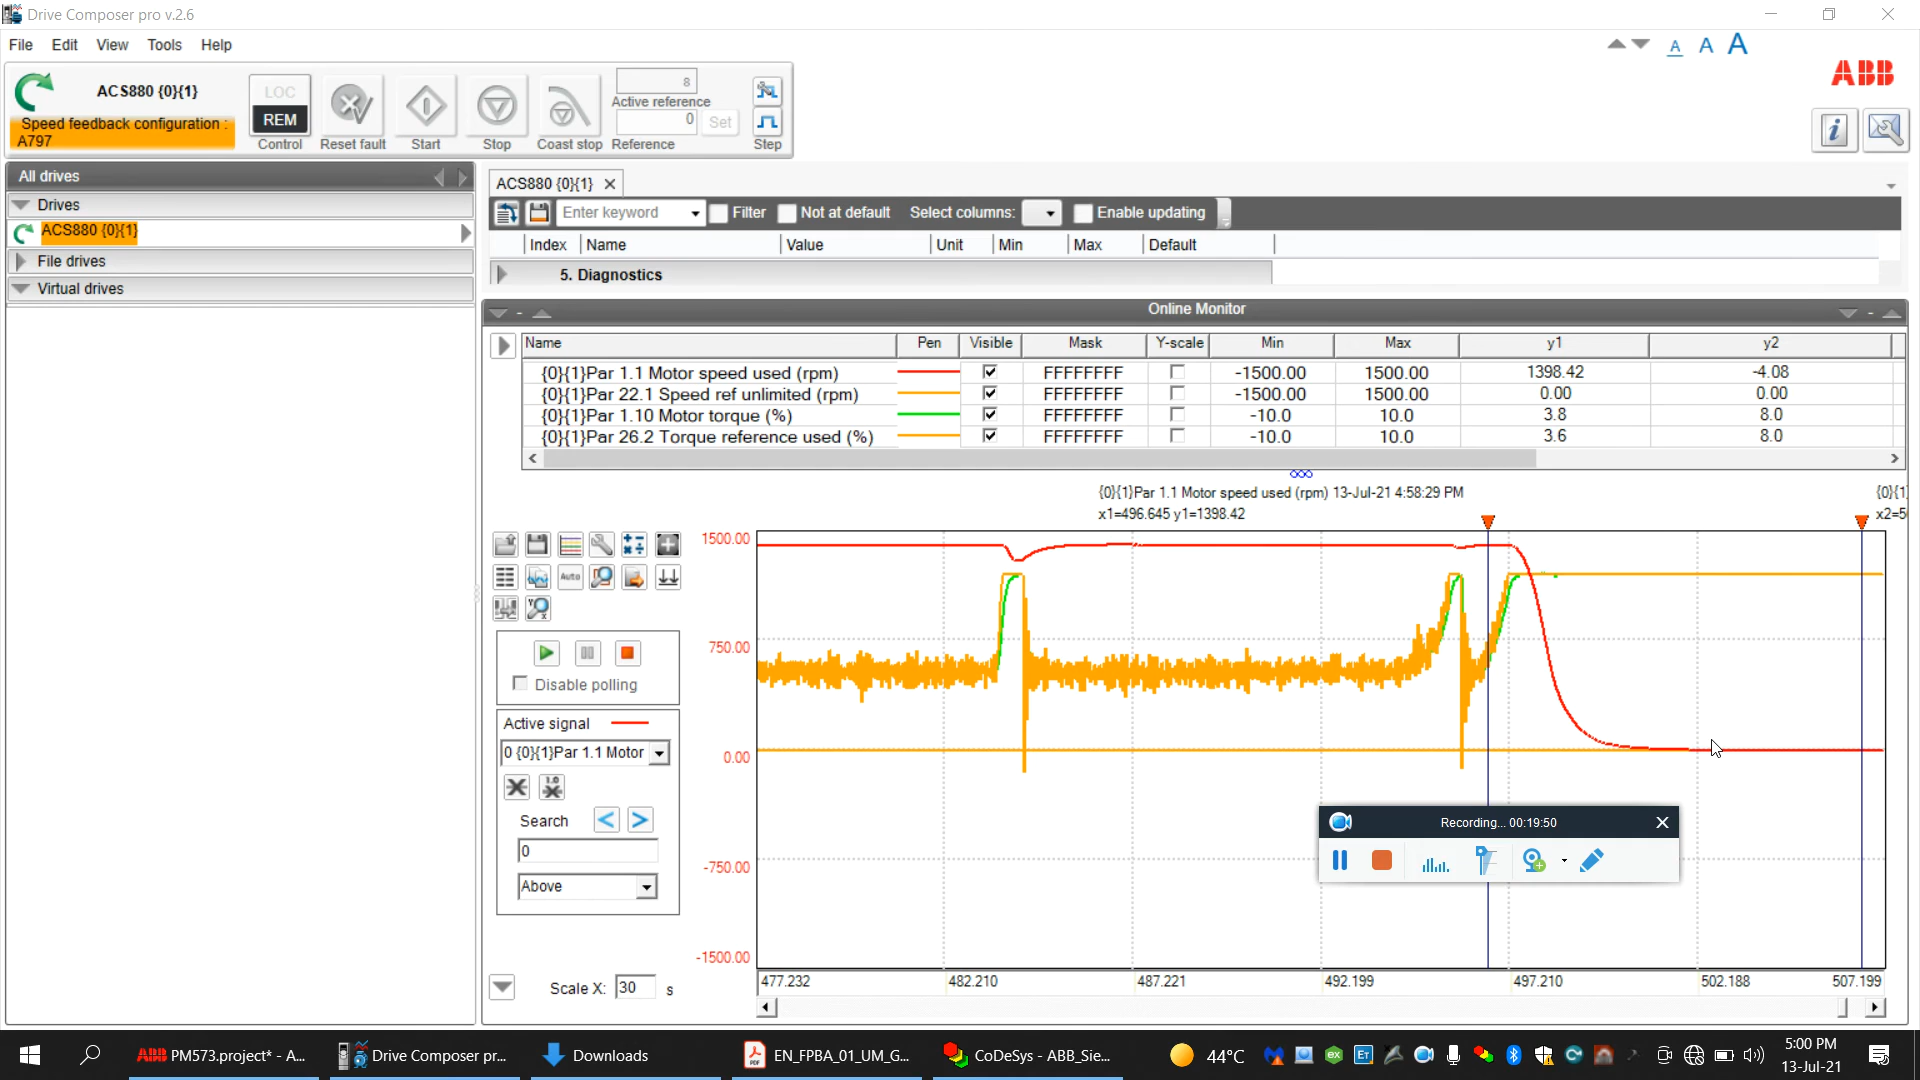 Drive Composer pro v.2.6
File Edit View Tools Help
A A A
ABB
ACS880 {0}{1}
Speed feedback configuration :
A797
LOC
REM
Control
Reset fault
Start
Stop
Coast stop
8
Active reference
0
Set
Reference
Step
All drives
Drives
ACS880 {0}{1}
File drives
Virtual drives
ACS880 {0}{1}
Enter keyword Filter Not at default Select columns: Enable updating
Index Name Value Unit Min Max Default
5. Diagnostics
Online Monitor
Name Pen Visible Mask Y-scale Min Max y1 y2
{0}{1}Par 1.1 Motor speed used (rpm) FFFFFFFF -1500.00 1500.00 1398.42 -4.08
{0}{1}Par 22.1 Speed ref unlimited (rpm) FFFFFFFF -1500.00 1500.00 0.00 0.00
{0}{1}Par 1.10 Motor torque (%) FFFFFFFF -10.0 10.0 3.8 8.0
{0}{1}Par 26.2 Torque reference used (%) FFFFFFFF -10.0 10.0 3.6 8.0
{0}{1}Par 1.1 Motor speed used (rpm) 13-Jul-21 4:58:29 PM
x1=496.645 y1=1398.42
{0}{1}
x2=5
Auto
Disable polling
Active signal
0 {0}{1}Par 1.1 Motor
1.0
Search
0
Above
Scale X: 30 s
1500.00
750.00
0.00
-750.00
-1500.00
477.232 482.210 487.221 492.199 497.210 502.188 507.199
Recording... 00:19:50
ABB PM573.project* - A...
Drive Composer pr...
Downloads
EN_FPBA_01_UM_G...
CoDeSys - ABB_Sie...
44°C
5:00 PM
13-Jul-21